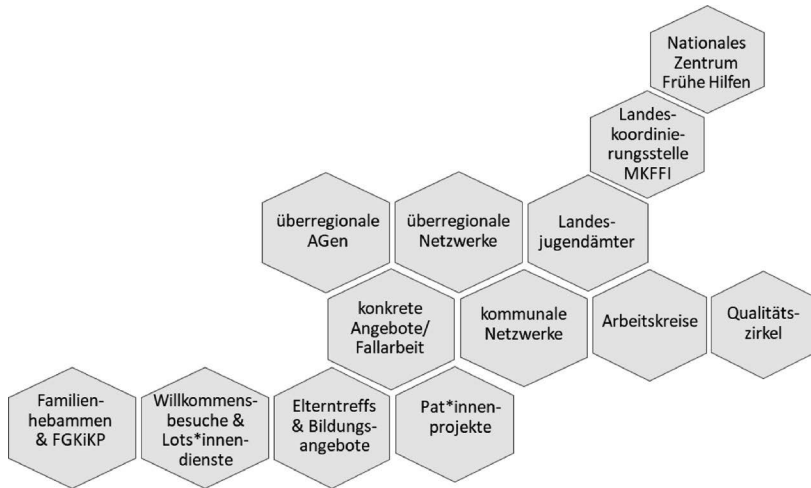 Nationales
Zentrum
Frühe Hilfen
Landes-
koordinie-
rungsstelle
MKFFI
überregionale
AGen
überregionale
Netzwerke
Landes-
jugendämter
konkrete
Angebote/
Fallarbeit
kommunale
Netzwerke
Arbeitskreise
Qualitäts-
zirkel
Familien-
hebammen
& FGKiKP
Willkommens-
besuche &
Lots*innen-
dienste
Elterntreffs
& Bildungs-
angebote
Pat*innen-
projekte